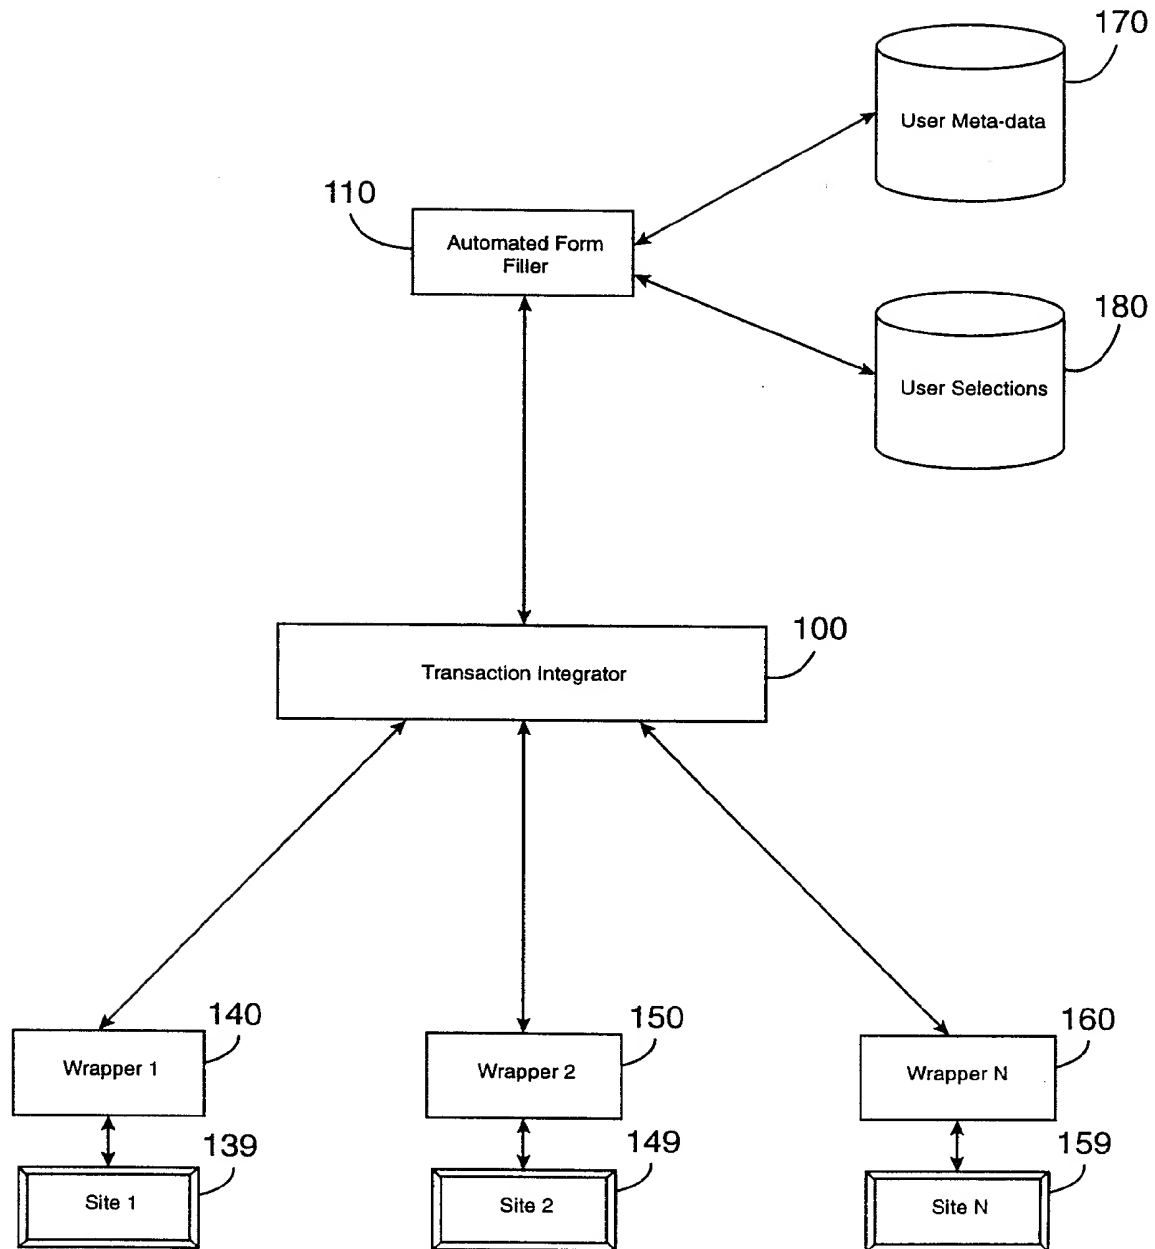 170
User Meta-data
110
Automated Form
Filler
180
User Selections
100
Transaction Integrator
140
150
160
Wrapper 1
Wrapper 2
Wrapper N
139
149
159
Site 1
Site 2
Site N